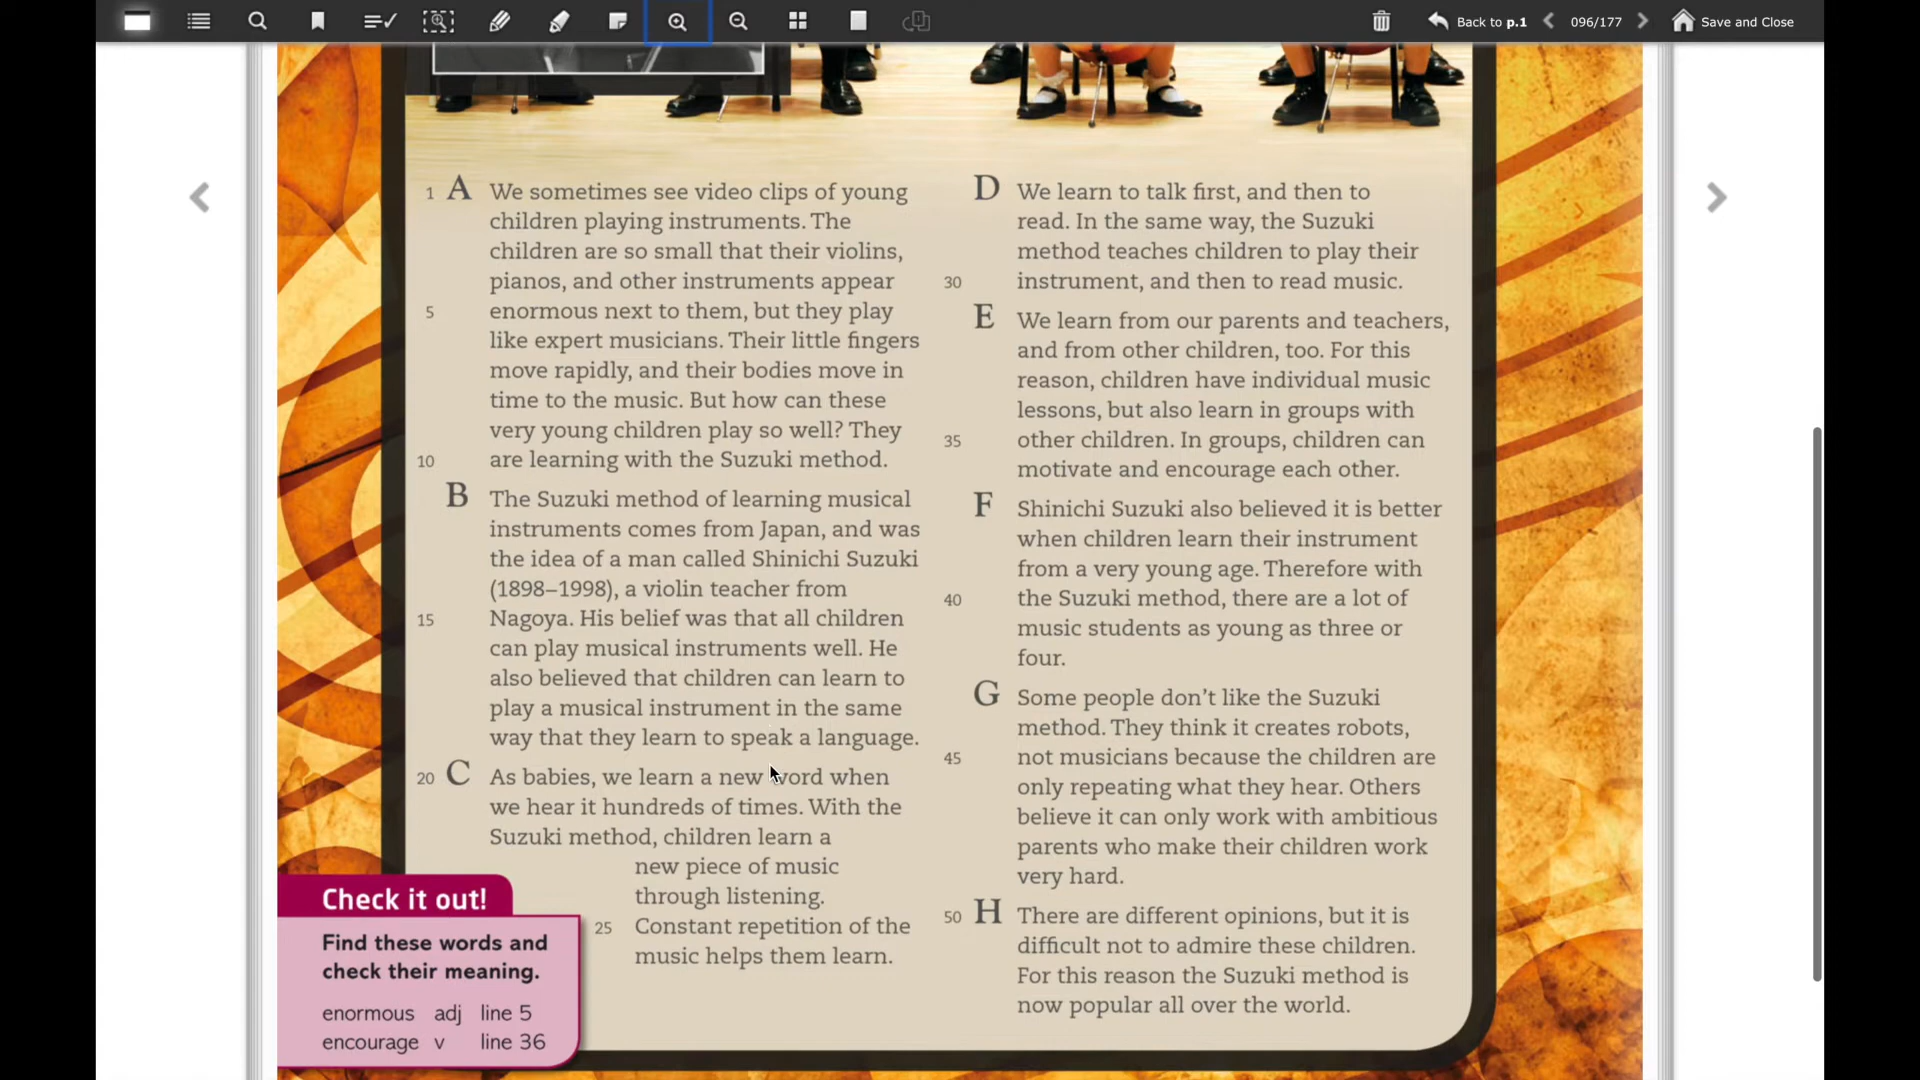 Back to p.1
096/177
Save and Close
1 A We sometimes see video clips of young
children playing instruments. The
children are so small that their violins,
pianos, and other instruments appear
5 enormous next to them, but they play
like expert musicians. Their little fingers
move rapidly, and their bodies move in
time to the music. But how can these
very young children play so well? They
10 are learning with the Suzuki method.
B The Suzuki method of learning musical
instruments comes from Japan, and was
the idea of a man called Shinichi Suzuki
(1898–1998), a violin teacher from
15 Nagoya. His belief was that all children
can play musical instruments well. He
also believed that children can learn to
play a musical instrument in the same
way that they learn to speak a language.
20 C As babies, we learn a new word when
we hear it hundreds of times. With the
Suzuki method, children learn a
new piece of music
through listening.
25 Constant repetition of the
music helps them learn.
Check it out!
Find these words and
check their meaning.
enormous adj line 5
encourage v line 36
D We learn to talk first, and then to
read. In the same way, the Suzuki
method teaches children to play their
30 instrument, and then to read music.
E We learn from our parents and teachers,
and from other children, too. For this
reason, children have individual music
lessons, but also learn in groups with
35 other children. In groups, children can
motivate and encourage each other.
F Shinichi Suzuki also believed it is better
when children learn their instrument
from a very young age. Therefore with
40 the Suzuki method, there are a lot of
music students as young as three or
four.
G Some people don't like the Suzuki
method. They think it creates robots,
45 not musicians because the children are
only repeating what they hear. Others
believe it can only work with ambitious
parents who make their children work
very hard.
50 H There are different opinions, but it is
difficult not to admire these children.
For this reason the Suzuki method is
now popular all over the world.